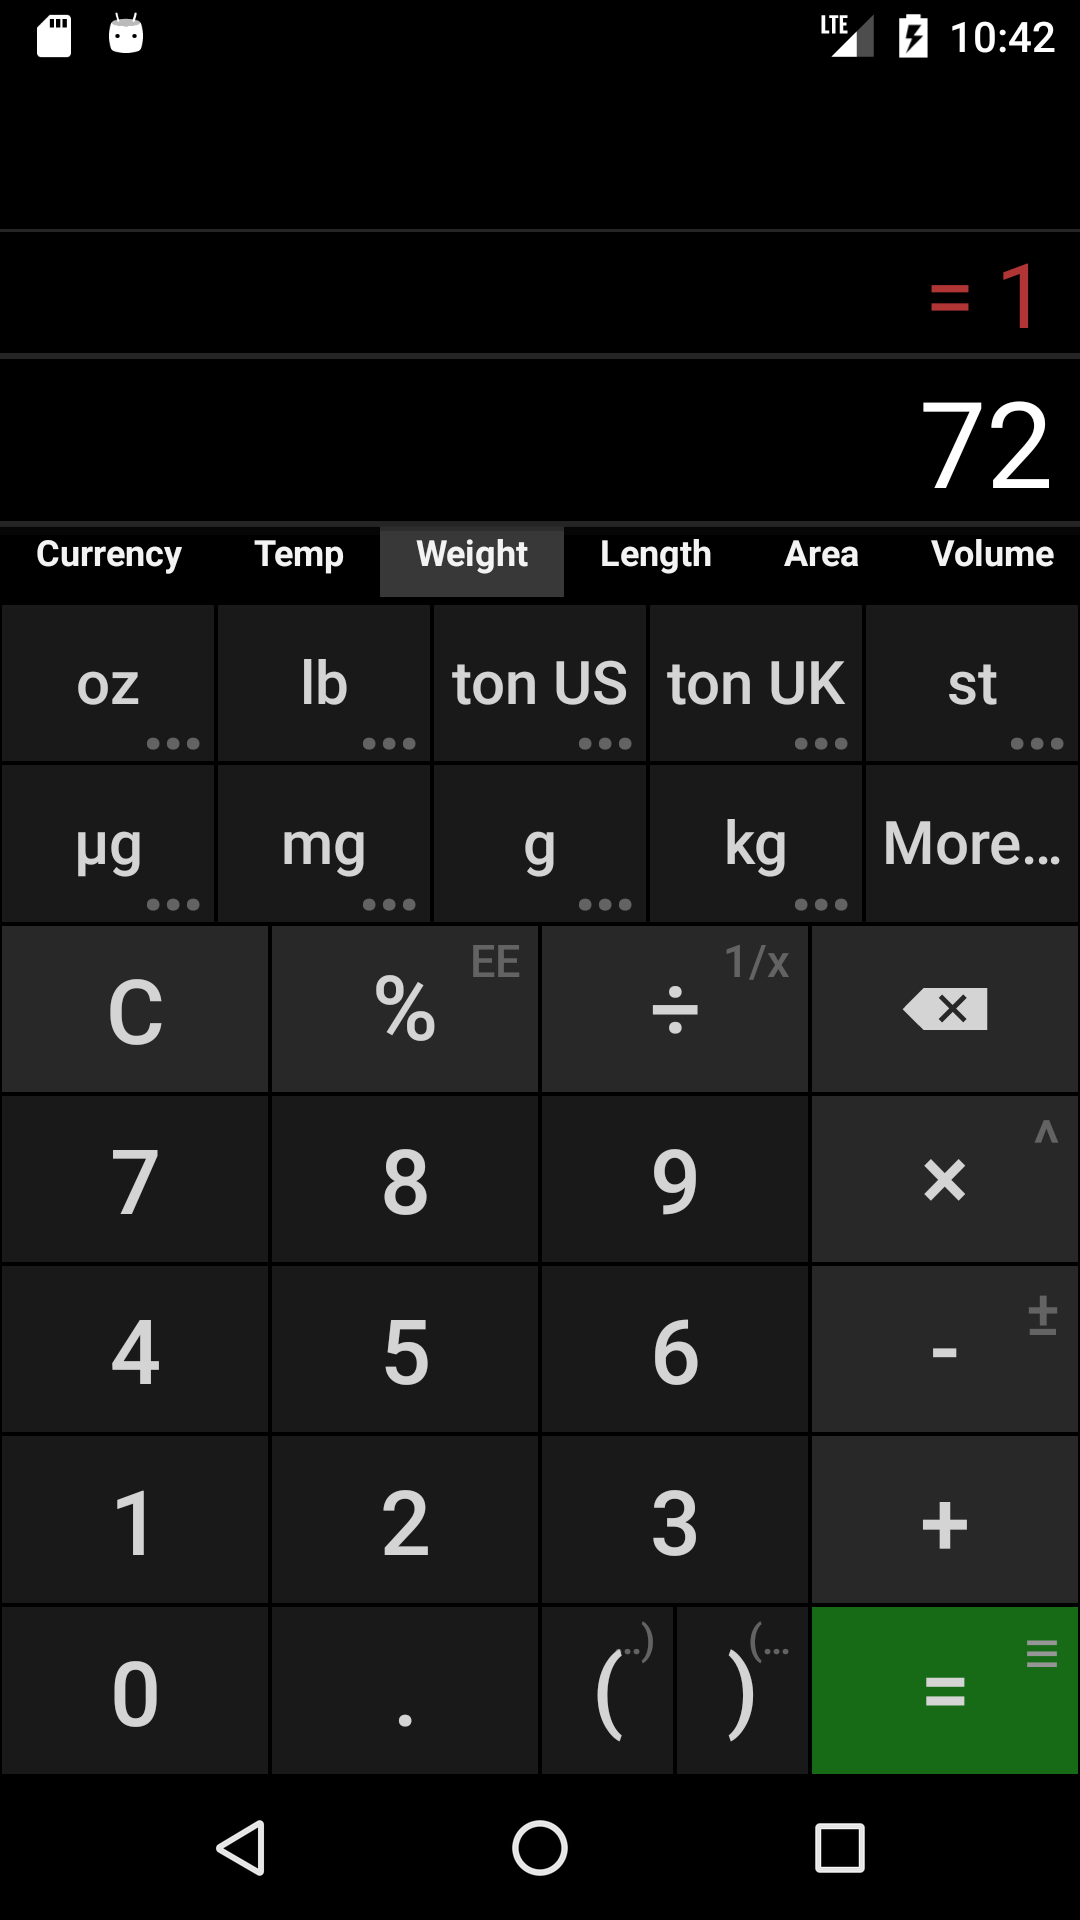 LTE 10:42
= 1
72
Currency Temp Weight Length Area Volume
oz lb ton US ton UK st
µg mg g kg More...
C % EE ÷ 1/x
7 8 9 × ^
4 5 6 - ±
1 2 3 +
0 . ( ..) ) (... =